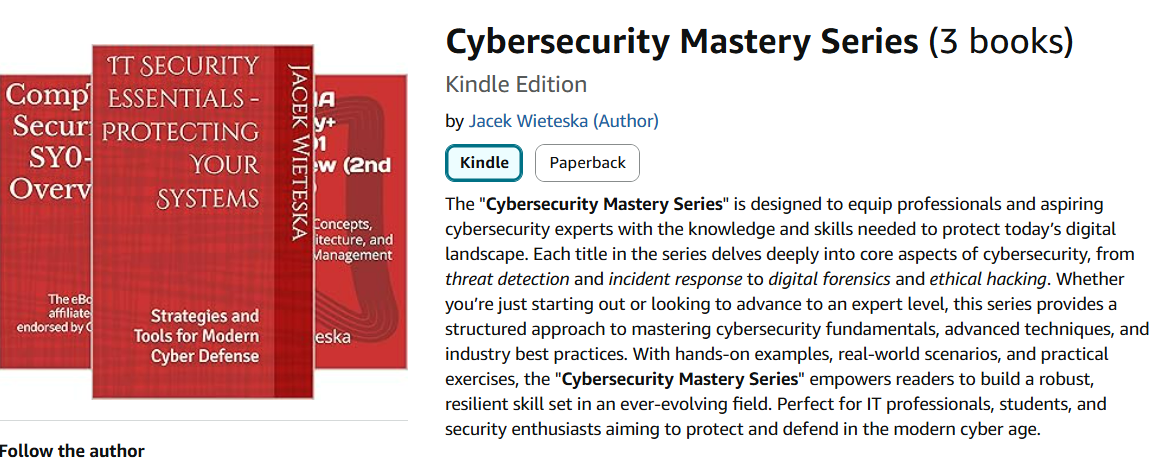 Comp
Secur
SY0-
Overv
The eBo
affiliate
endorsed by C
IT SECURITY
ESSENTIALS -
PROTECTING
YOUR
SYSTEMS
Strategies and
Tools for Modern
Cyber Defense
JACEK WIETESKA
IA
y+
01
ew (2nd
)
Concepts,
itecture, and
Management
eska
Follow the author
Cybersecurity Mastery Series (3 books)
Kindle Edition
by Jacek Wieteska (Author)
Kindle
Paperback
The "Cybersecurity Mastery Series" is designed to equip professionals and aspiring
cybersecurity experts with the knowledge and skills needed to protect today’s digital
landscape. Each title in the series delves deeply into core aspects of cybersecurity, from
threat detection and incident response to digital forensics and ethical hacking. Whether
you’re just starting out or looking to advance to an expert level, this series provides a
structured approach to mastering cybersecurity fundamentals, advanced techniques, and
industry best practices. With hands-on examples, real-world scenarios, and practical
exercises, the "Cybersecurity Mastery Series" empowers readers to build a robust,
resilient skill set in an ever-evolving field. Perfect for IT professionals, students, and
security enthusiasts aiming to protect and defend in the modern cyber age.